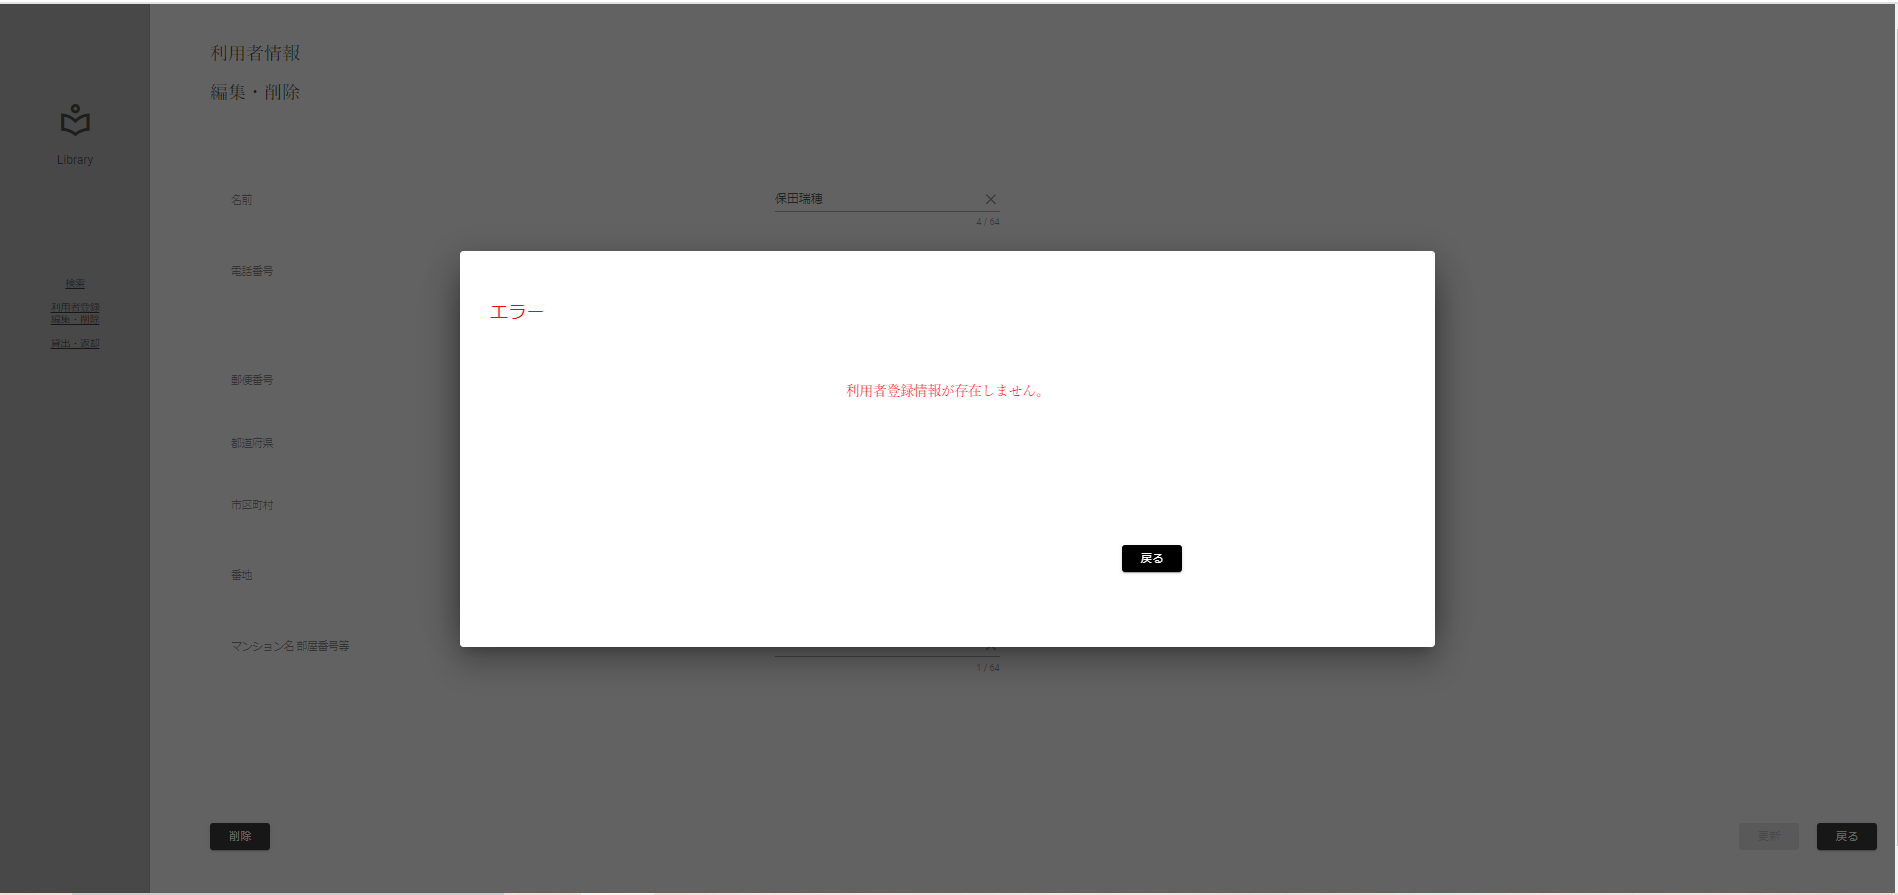 利用者情報
編集・削除
Library
検索
利用者登録
編集・削除
貸出・返却
名前
保田瑞穂
4 / 64
電話番号
郵便番号
都道府県
市区町村
番地
マンション名 部屋番号等
1 / 64
エラー
利用者登録情報が存在しません。
戻る
削除
更新
戻る